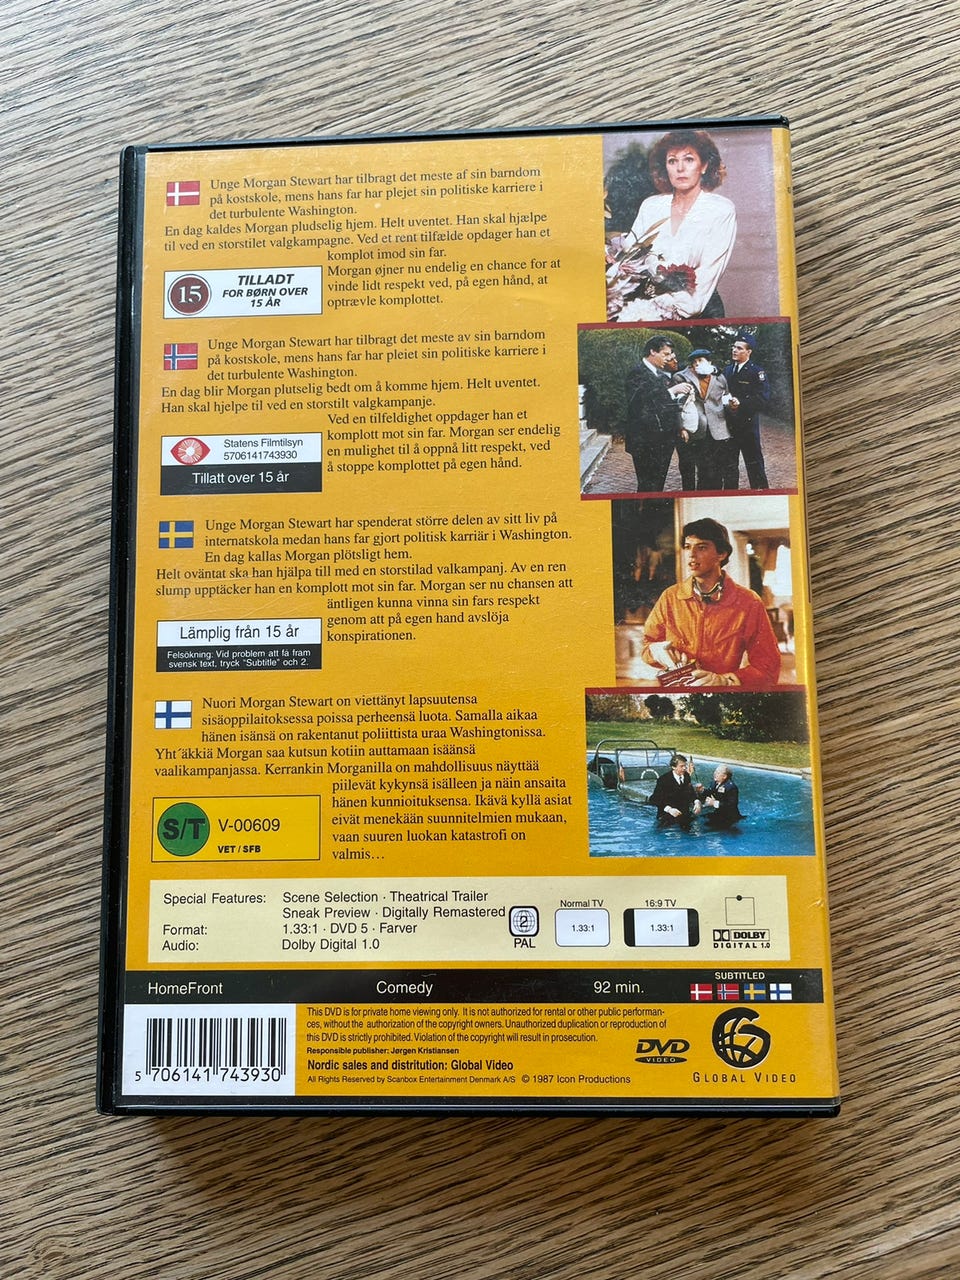 Unge Morgan Stewart har tilbragt det meste af sin barndom
på kostskole, mens hans far har plejet sin politiske karriere i
det turbulente Washington.
En dag kaldes Morgan pludselig hjem. Helt uventet. Han skal hjælpe
til ved en storstilet valgkampagne. Ved et rent tilfælde opdager han et
komplot imod sin far.
Morgan øjner nu endelig en chance for at
vinde lidt respekt ved, på egen hånd, at
optrævle komplottet.
15
TILLADT
FOR BØRN OVER
15 ÅR
Unge Morgan Stewart har tilbragt det meste av sin barndom
på kostskole, mens hans far har pleiet sin politiske karriere i
det turbulente Washington.
En dag blir Morgan plutselig bedt om å komme hjem. Helt uventet.
Han skal hjelpe til ved en storstilt valgkampanje.
Ved en tilfeldighet oppdager han et
komplott mot sin far. Morgan ser endelig
en mulighet til å oppnå litt respekt, ved
å stoppe komplottet på egen hånd.
Statens Filmtilsyn
5706141743930
Tillatt over 15 år
Unge Morgan Stewart har spenderat större delen av sitt liv på
internatskola medan hans far gjort politisk karriär i Washington.
En dag kallas Morgan plötsligt hem.
Helt oväntat ska han hjälpa till med en storstilad valkampanj. Av en ren
slump upptäcker han en komplott mot sin far. Morgan ser nu chansen att
äntligen kunna vinna sin fars respekt
genom att på egen hand avslöja
konspirationen.
Lämplig från 15 år
Felsökning: Vid problem att få fram
svensk text, tryck "Subtitle" och 2.
Nuori Morgan Stewart on viettänyt lapsuutensa
sisäoppilaitoksessa poissa perheensä luota. Samalla aikaa
hänen isänsä on rakentanut poliittista uraa Washingtonissa.
Yht´äkkiä Morgan saa kutsun kotiin auttamaan isäänsä
vaalikampanjassa. Kerrankin Morganilla on mahdollisuus näyttää
piilevät kykynsä isälleen ja näin ansaita
hänen kunnioituksensa. Ikävä kyllä asiat
eivät menekään suunnitelmien mukaan,
vaan suuren luokan katastrofi on
valmis...
S/T
V-00609
VET / SFB
Special Features: Scene Selection · Theatrical Trailer
Sneak Preview · Digitally Remastered
Format: 1.33:1 · DVD 5 · Farver
Audio: Dolby Digital 1.0
2
PAL
Normal TV
1.33:1
16:9 TV
1.33:1
DOLBY
DIGITAL 1.0
HomeFront Comedy 92 min.
SUBTITLED
5 706141 743930
This DVD is for private home viewing only. It is not authorized for rental or other public performan-
ces, without the authorization of the copyright owners. Unauthorized duplication or reproduction of
this DVD is strictly prohibited. Violation of the copyright will result in prosecution.
Responsible publisher: Jørgen Kristiansen
Nordic sales and distritution: Global Video
All Rights Reserved by Scanbox Entertainment Denmark A/S © 1987 Icon Productions
DVD
VIDEO
GLOBAL VIDEO